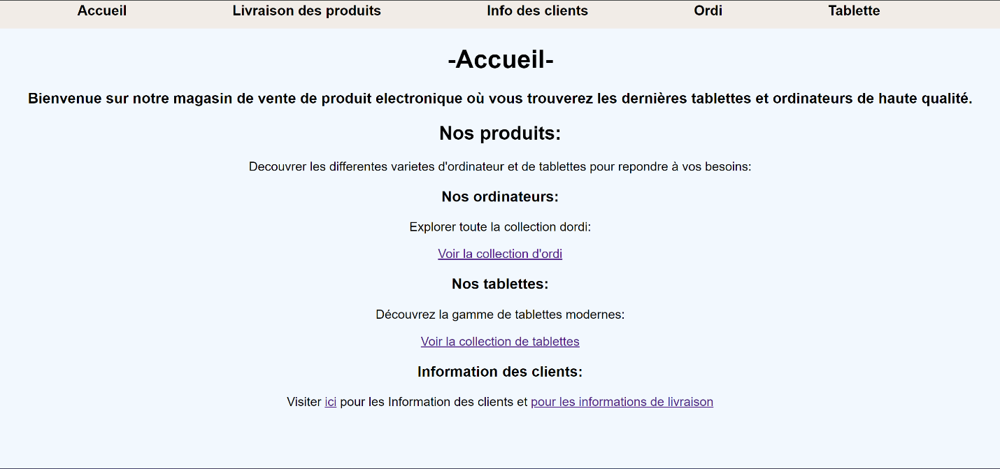 Accueil Livraison des produits Info des clients Ordi Tablette
-Accueil-
Bienvenue sur notre magasin de vente de produit electronique où vous trouverez les dernières tablettes et ordinateurs de haute qualité.
Nos produits:
Decouvrer les differentes varietes d'ordinateur et de tablettes pour repondre à vos besoins:
Nos ordinateurs:
Explorer toute la collection dordi:
Voir la collection d'ordi
Nos tablettes:
Découvrez la gamme de tablettes modernes:
Voir la collection de tablettes
Information des clients:
Visiter ici pour les Information des clients et pour les informations de livraison